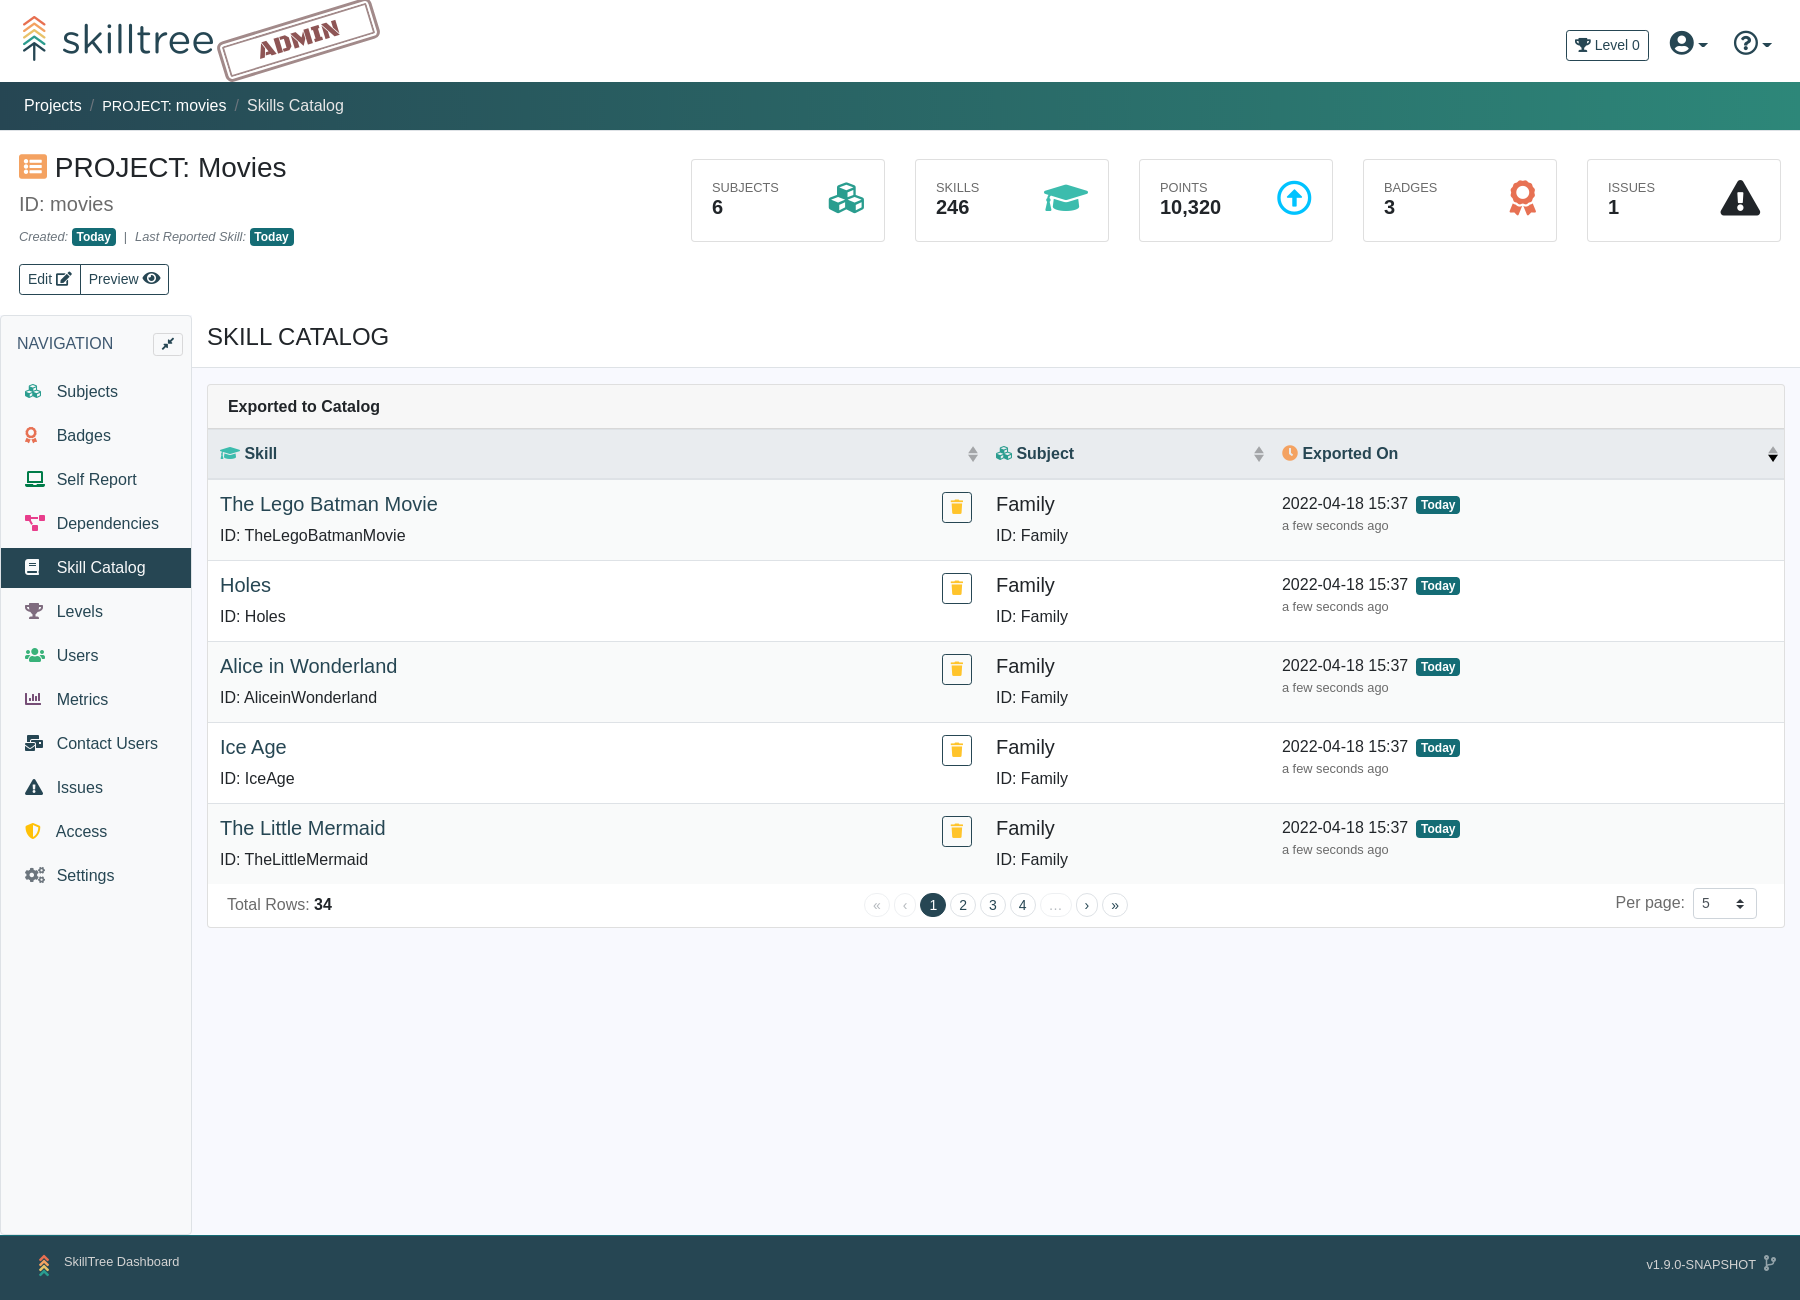 skilltree
ADMIN
Level 0
Projects / PROJECT: movies / Skills Catalog
PROJECT: Movies
ID: movies
Created: Today | Last Reported Skill: Today
Edit
Preview
SUBJECTS
6
SKILLS
246
POINTS
10,320
BADGES
3
ISSUES
1
NAVIGATION
Subjects
Badges
Self Report
Dependencies
Skill Catalog
Levels
Users
Metrics
Contact Users
Issues
Access
Settings
SKILL CATALOG
Exported to Catalog
Skill Subject Exported On
The Lego Batman Movie Family 2022-04-18 15:37 Today
ID: TheLegoBatmanMovie ID: Family a few seconds ago
Holes Family 2022-04-18 15:37 Today
ID: Holes ID: Family a few seconds ago
Alice in Wonderland Family 2022-04-18 15:37 Today
ID: AliceinWonderland ID: Family a few seconds ago
Ice Age Family 2022-04-18 15:37 Today
ID: IceAge ID: Family a few seconds ago
The Little Mermaid Family 2022-04-18 15:37 Today
ID: TheLittleMermaid ID: Family a few seconds ago
Total Rows: 34 « ‹ 1 2 3 4 … › » Per page: 5
SkillTree Dashboard
v1.9.0-SNAPSHOT